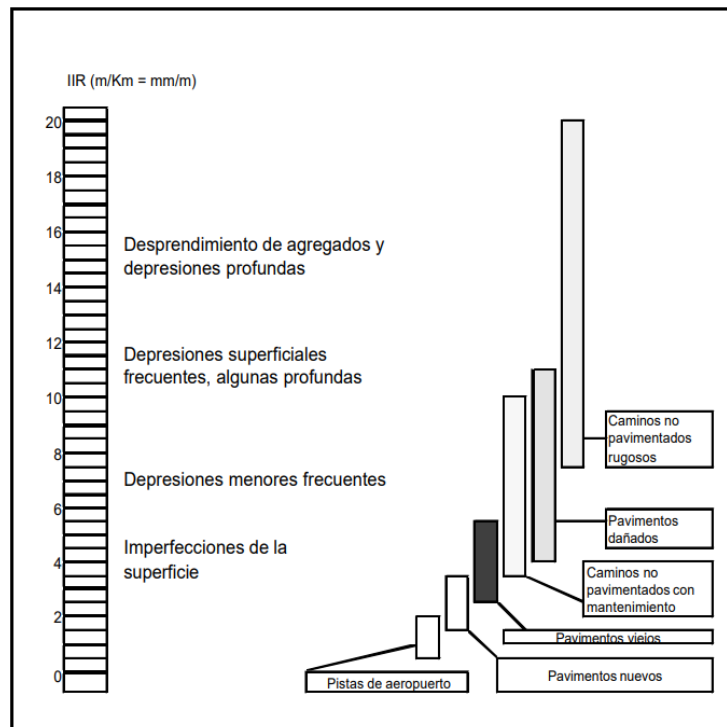 IIR (m/Km = mm/m)
20
18
16
14
12
10
8
6
4
2
0
Desprendimiento de agregados y
depresiones profundas
Depresiones superficiales
frecuentes, algunas profundas
Depresiones menores frecuentes
Imperfecciones de la
superficie
Caminos no
pavimentados
rugosos
Pavimentos
dañados
Caminos no
pavimentados con
mantenimiento
Pavimentos viejos
Pavimentos nuevos
Pistas de aeropuerto